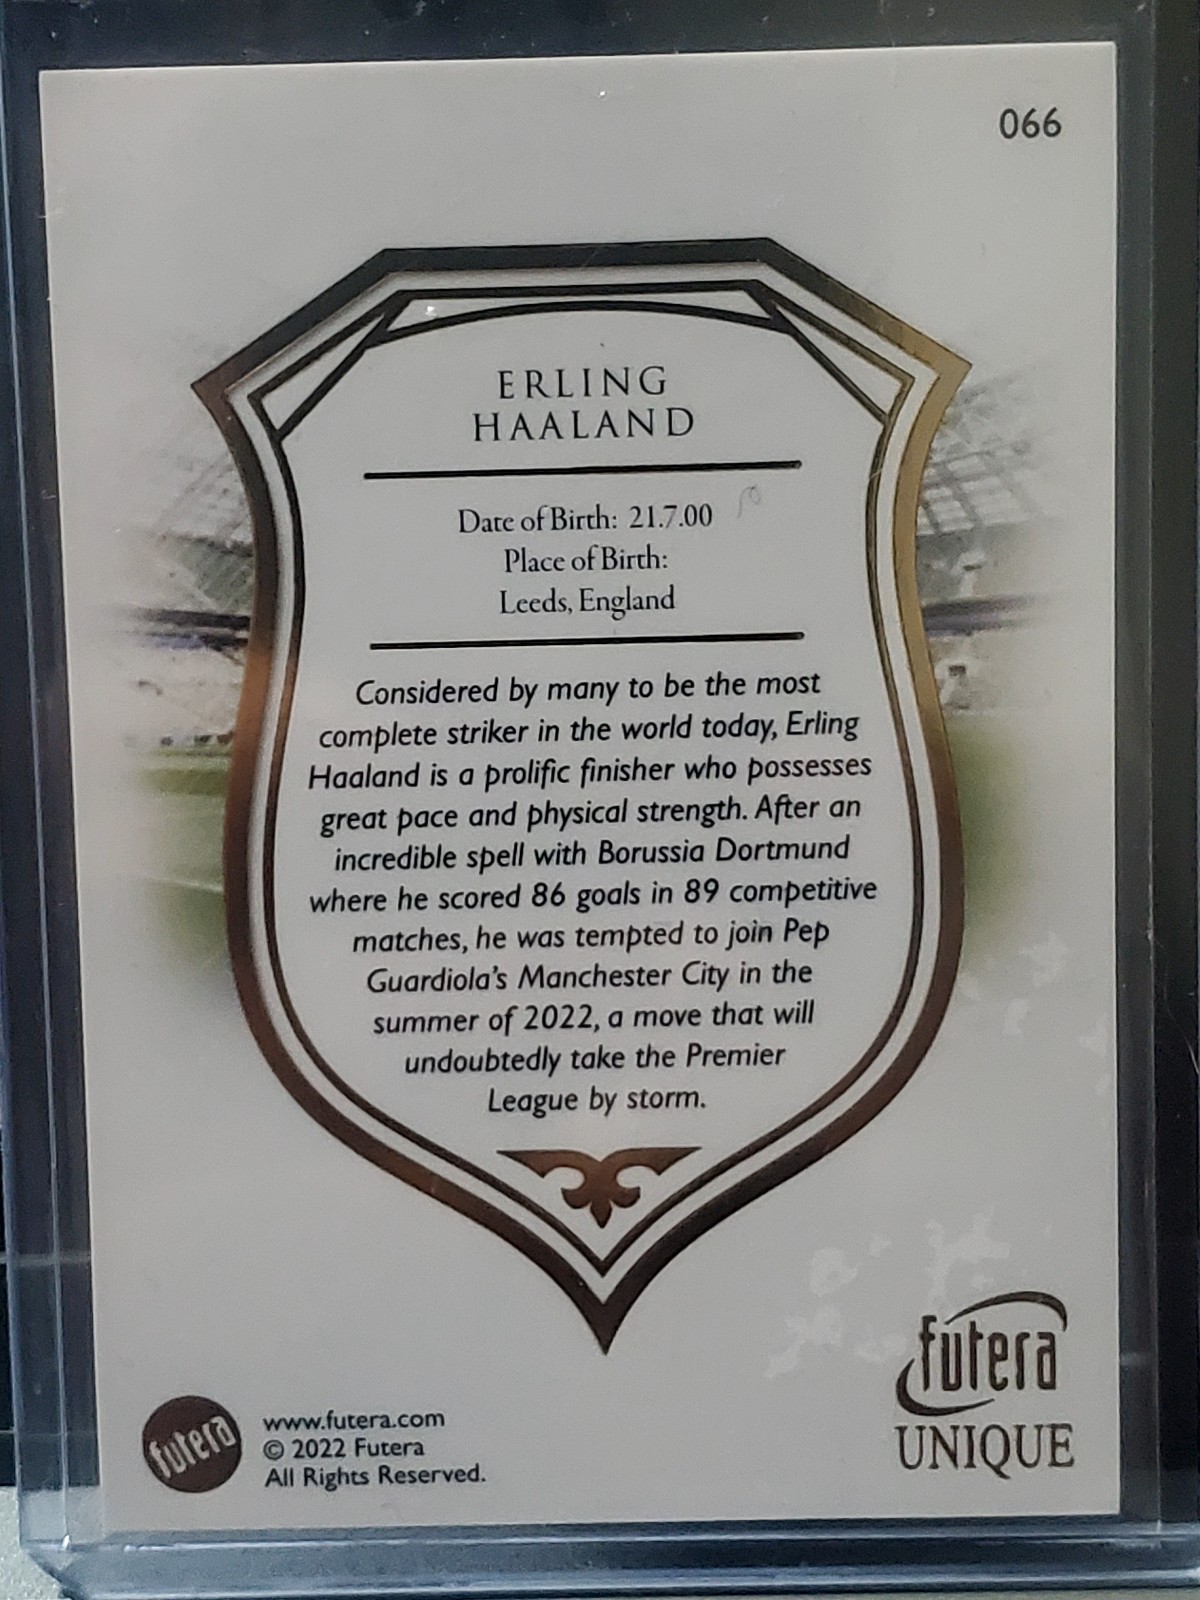 066
ERLING
HAALAND
Date of Birth: 21.7.00
Place of Birth:
Leeds, England
Considered by many to be the most
complete striker in the world today, Erling
Haaland is a prolific finisher who possesses
great pace and physical strength. After an
incredible spell with Borussia Dortmund
where he scored 86 goals in 89 competitive
matches, he was tempted to join Pep
Guardiola's Manchester City in the
summer of 2022, a move that will
undoubtedly take the Premier
League by storm.
futera
UNIQUE
futera
www.futera.com
© 2022 Futera
All Rights Reserved.